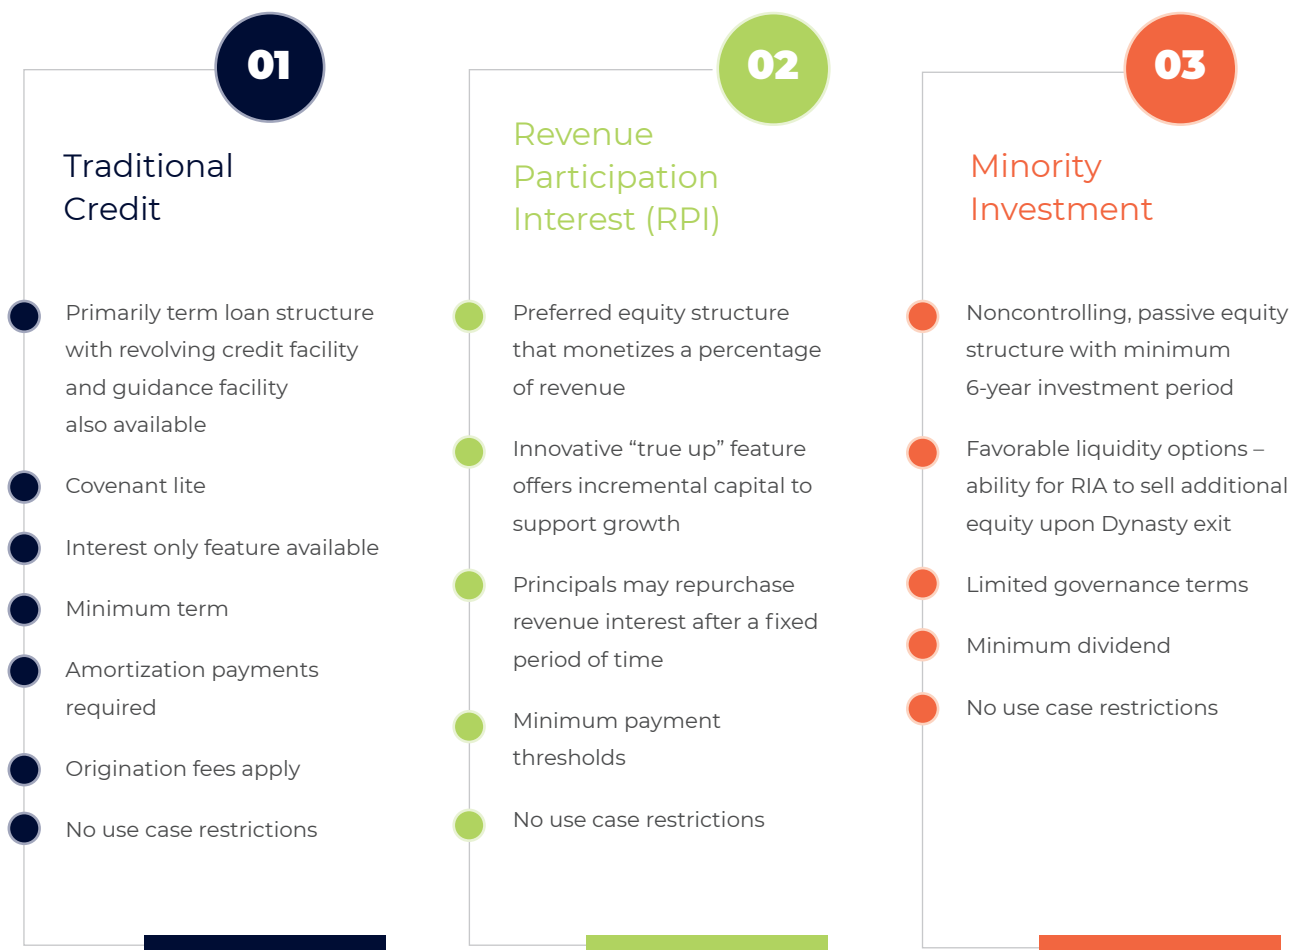 01
Traditional
Credit
Primarily term loan structure
with revolving credit facility
and guidance facility
also available
Covenant lite
Interest only feature available
Minimum term
Amortization payments
required
Origination fees apply
No use case restrictions
02
Revenue
Participation
Interest (RPI)
Preferred equity structure
that monetizes a percentage
of revenue
Innovative “true up” feature
offers incremental capital to
support growth
Principals may repurchase
revenue interest after a fixed
period of time
Minimum payment
thresholds
No use case restrictions
03
Minority
Investment
Noncontrolling, passive equity
structure with minimum
6-year investment period
Favorable liquidity options –
ability for RIA to sell additional
equity upon Dynasty exit
Limited governance terms
Minimum dividend
No use case restrictions